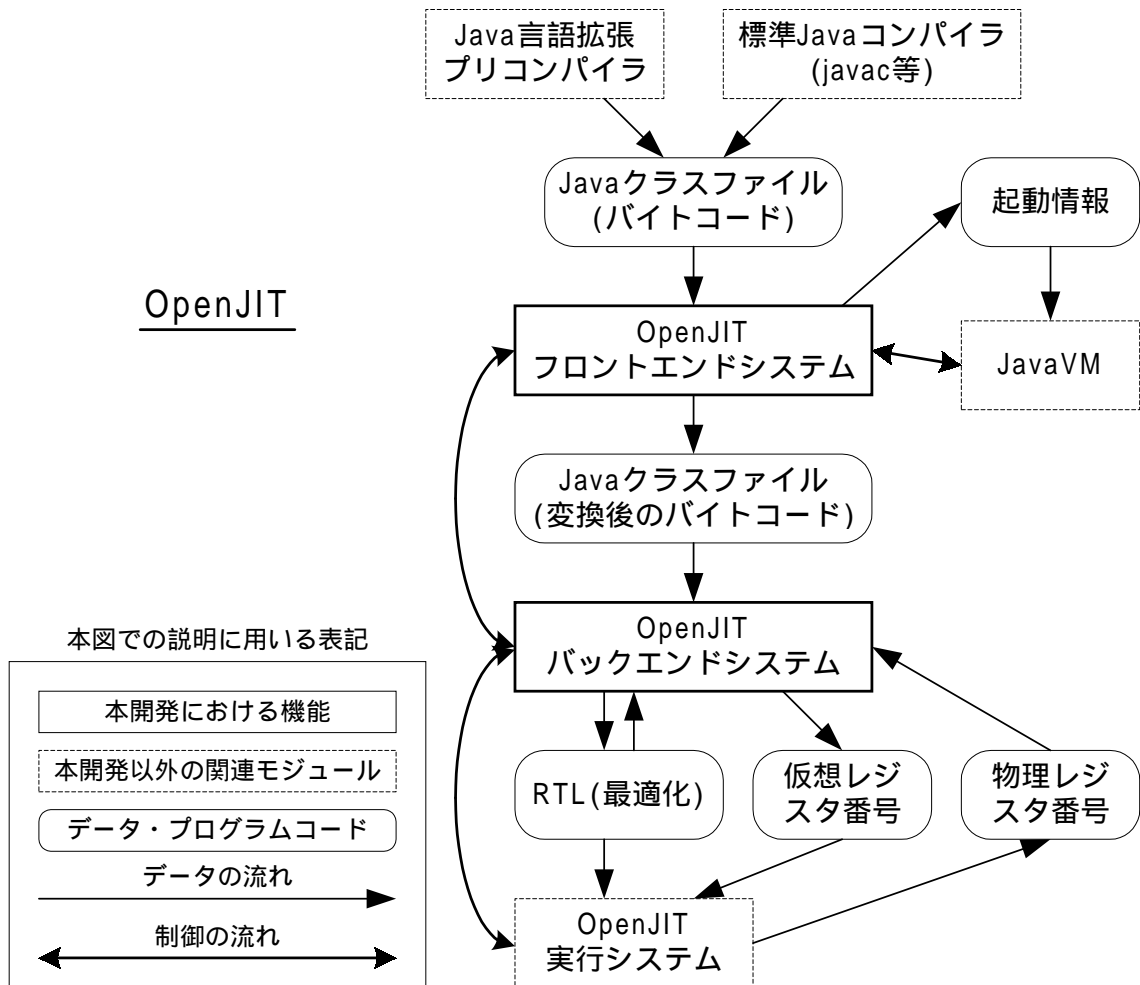 Java言語拡張
プリコンパイラ
標準Javaコンパイラ
(javac等)
Javaクラスファイル
(バイトコード)
起動情報
OpenJIT
OpenJIT
フロントエンドシステム
JavaVM
Javaクラスファイル
(変換後のバイトコード)
OpenJIT
バックエンドシステム
RTL(最適化)
仮想レジ
スタ番号
物理レジ
スタ番号
OpenJIT
実行システム
本図での説明に用いる表記
本開発における機能
本開発以外の関連モジュール
データ・プログラムコード
データの流れ
制御の流れ